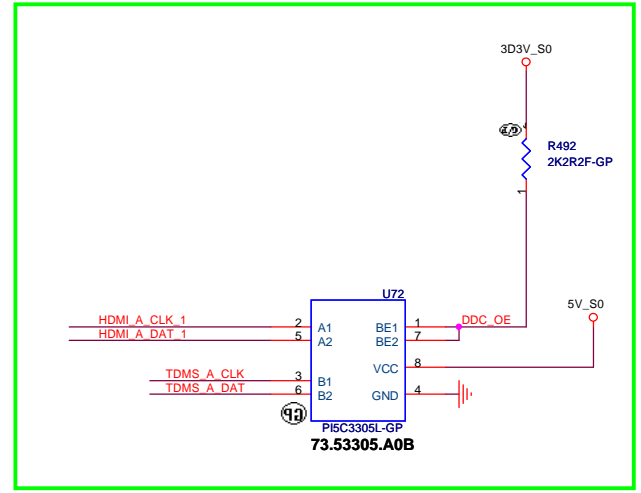 3D3V_S0
R492
2K2R2F-GP
1
U72
5V_S0
HDMI_A_CLK_1 2 A1 BE1 1 DDC_OE
HDMI_A_DAT_1 5 A2 BE2 7
VCC 8
TDMS_A_CLK 3 B1
TDMS_A_DAT 6 B2 GND 4
GP
PI5C3305L-GP
73.53305.A0B